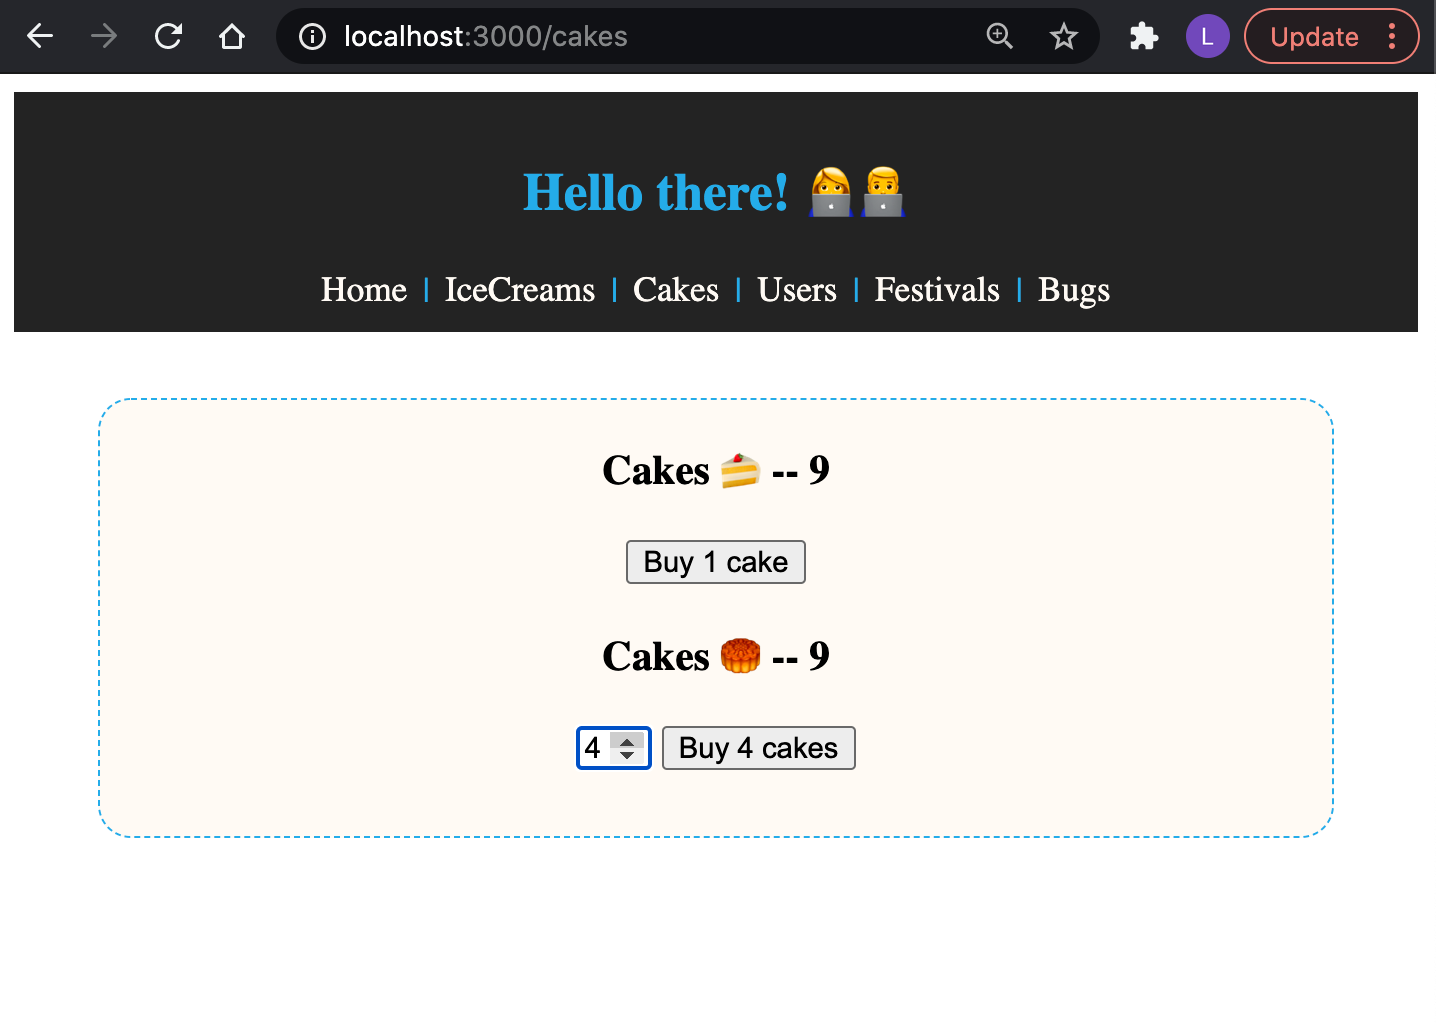 localhost:3000/cakes
L
Update
Hello there! 👩‍💻👨‍💻
Home | IceCreams | Cakes | Users | Festivals | Bugs
Cakes 🍰 -- 9
Buy 1 cake
Cakes 🥮 -- 9
4 Buy 4 cakes